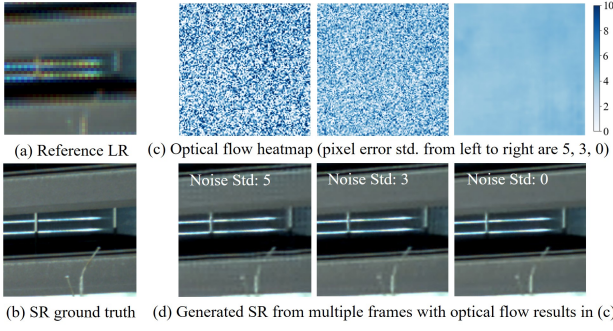 10
8
6
4
2
0
(a) Reference LR
(c) Optical flow heatmap (pixel error std. from left to right are 5, 3, 0)
Noise Std: 5
Noise Std: 3
Noise Std: 0
(b) SR ground truth
(d) Generated SR from multiple frames with optical flow results in (c)